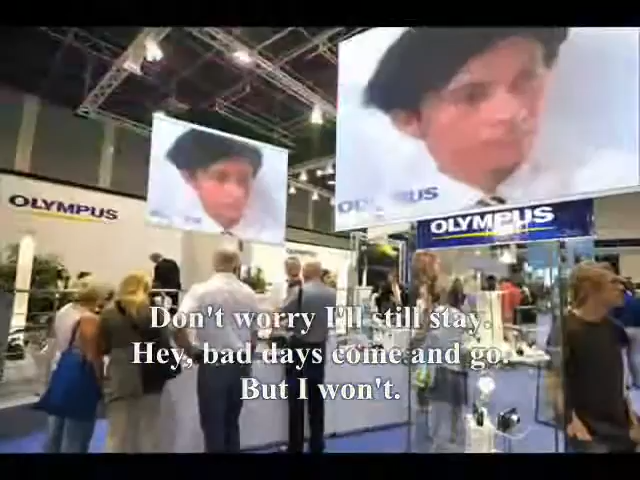 OLYMPUS
OLYMPUS
OLYMPUS
Don't worry I'll still stay.
Hey, bad days come and go.
But I won't.